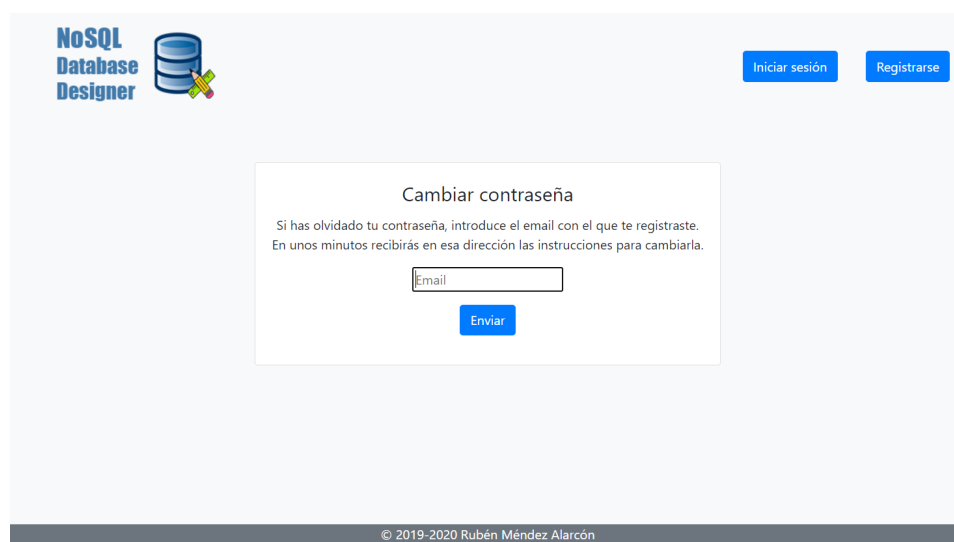 NoSQL
Database
Designer
Iniciar sesión
Registrarse
Cambiar contraseña
Si has olvidado tu contraseña, introduce el email con el que te registraste.
En unos minutos recibirás en esa dirección las instrucciones para cambiarla.
Email
Enviar
© 2019-2020 Rubén Méndez Alarcón